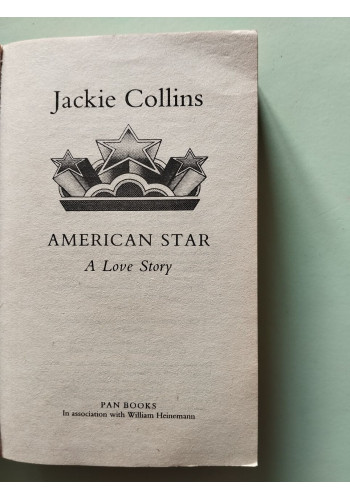 Jackie Collins
AMERICAN STAR
A Love Story
PAN BOOKS
In association with William Heinemann